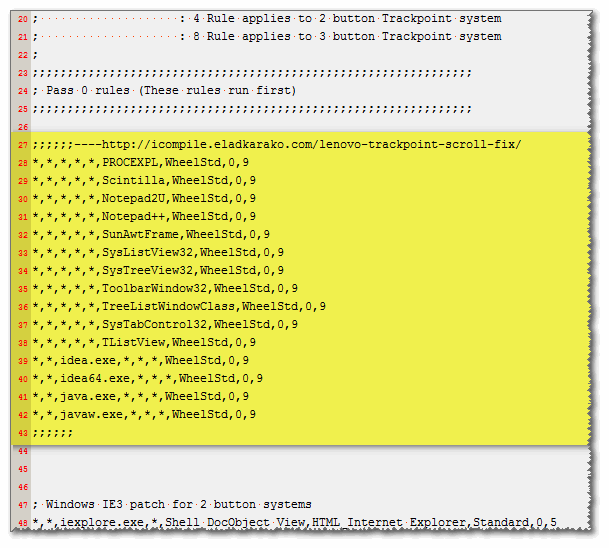 20 ; : 4 Rule applies to 2 button Trackpoint system
21 ; : 8 Rule applies to 3 button Trackpoint system
22 ;
23 ;;;;;;;;;;;;;;;;;;;;;;;;;;;;;;;;;;;;;;;;;;;;;;;;;;;;;;;;;;;;;;;
24 ; Pass 0 rules (These rules run first)
25 ;;;;;;;;;;;;;;;;;;;;;;;;;;;;;;;;;;;;;;;;;;;;;;;;;;;;;;;;;;;;;;;
26
27 ;;;;;;----http://icompile.eladkarako.com/lenovo-trackpoint-scroll-fix/
28 *,*,*,*,*,PROCEXPL,WheelStd,0,9
29 *,*,*,*,*,Scintilla,WheelStd,0,9
30 *,*,*,*,*,Notepad2U,WheelStd,0,9
31 *,*,*,*,*,Notepad++,WheelStd,0,9
32 *,*,*,*,*,SunAwtFrame,WheelStd,0,9
33 *,*,*,*,*,SysListView32,WheelStd,0,9
34 *,*,*,*,*,SysTreeView32,WheelStd,0,9
35 *,*,*,*,*,ToolbarWindow32,WheelStd,0,9
36 *,*,*,*,*,TreeListWindowClass,WheelStd,0,9
37 *,*,*,*,*,SysTabControl32,WheelStd,0,9
38 *,*,*,*,*,TListView,WheelStd,0,9
39 *,*,idea.exe,*,*,*,WheelStd,0,9
40 *,*,idea64.exe,*,*,*,WheelStd,0,9
41 *,*,java.exe,*,*,*,WheelStd,0,9
42 *,*,javaw.exe,*,*,*,WheelStd,0,9
43 ;;;;;;
44
45
46
47 ; Windows IE3 patch for 2 button systems
48 *,*,iexplore.exe,*,Shell DocObject View,HTML_Internet Explorer,Standard,0,5